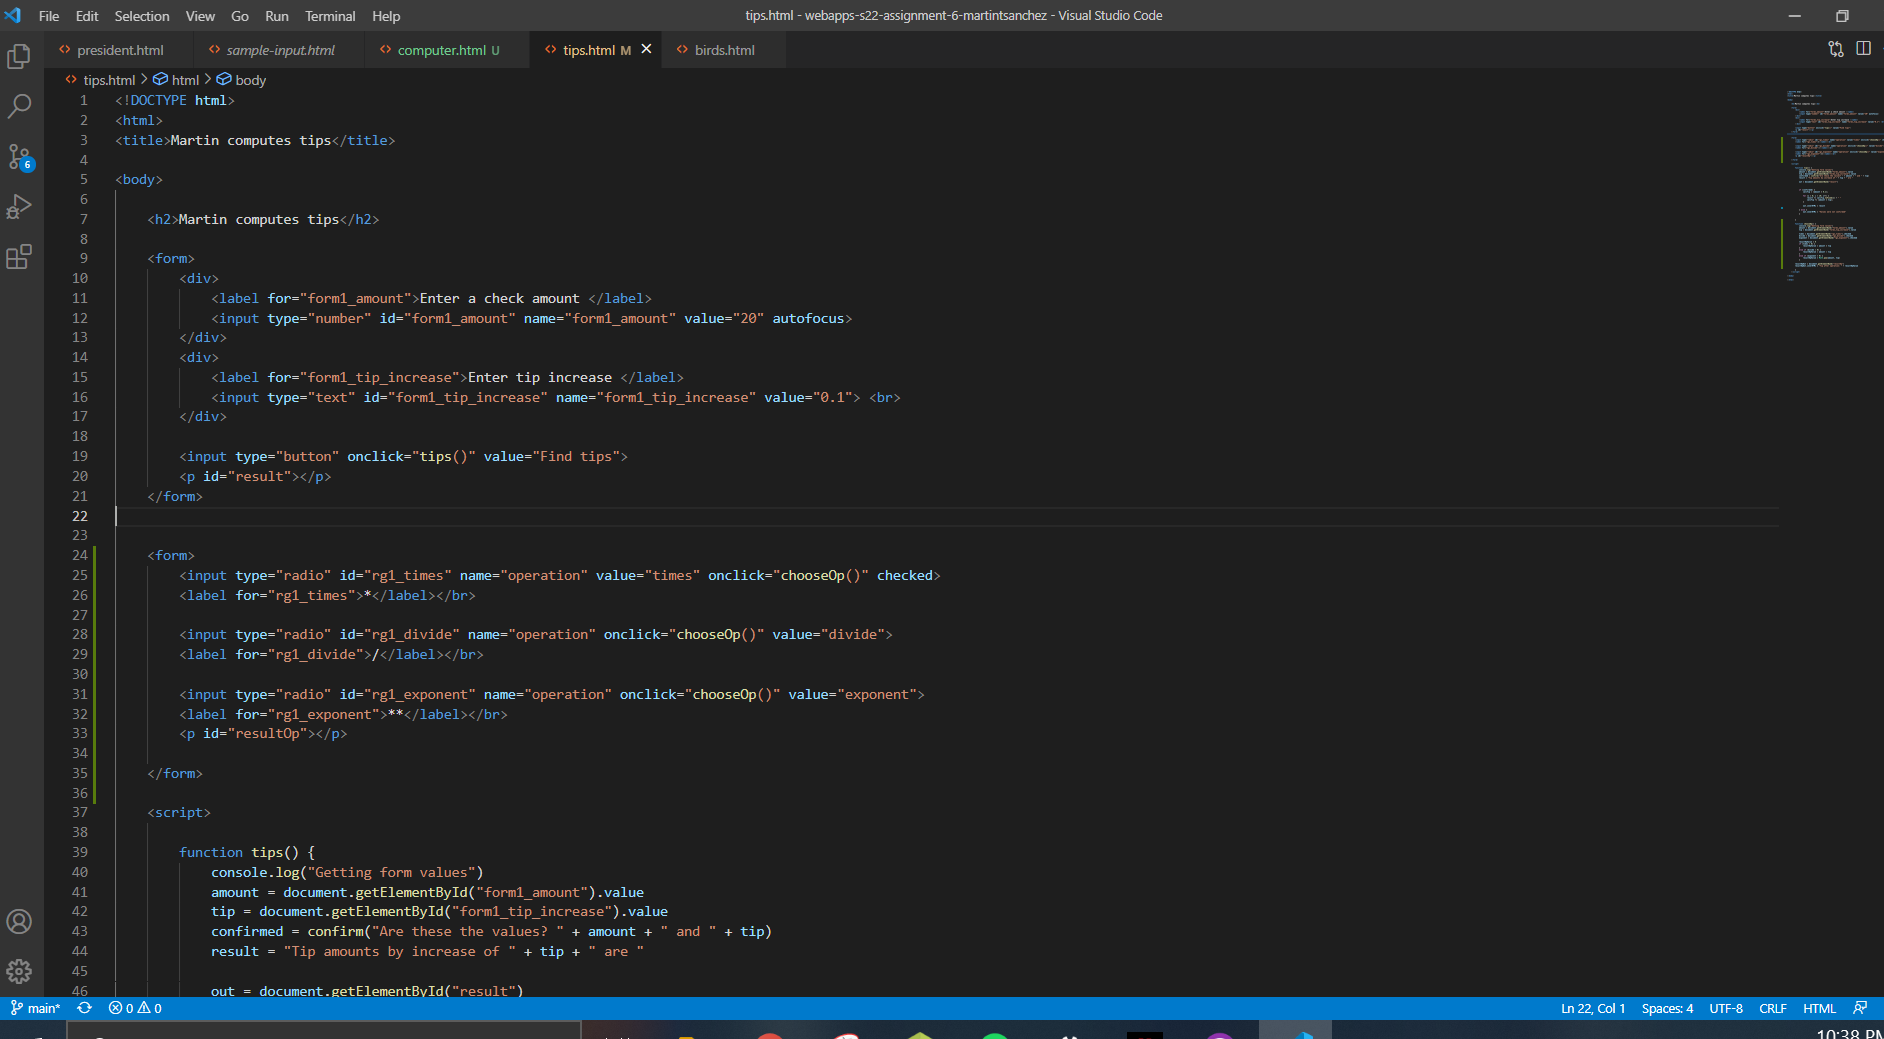 File Edit Selection View Go Run Terminal Help
tips.html - webapps-s22-assignment-6-martintsanchez - Visual Studio Code
president.html sample-input.html computer.html U tips.html M birds.html
tips.html > html > body
1 <!DOCTYPE html>
2 <html>
3 <title>Martin computes tips</title>
4
5 <body>
6
7 <h2>Martin computes tips</h2>
8
9 <form>
10 <div>
11 <label for="form1_amount">Enter a check amount </label>
12 <input type="number" id="form1_amount" name="form1_amount" value="20" autofocus>
13 </div>
14 <div>
15 <label for="form1_tip_increase">Enter tip increase </label>
16 <input type="text" id="form1_tip_increase" name="form1_tip_increase" value="0.1"> <br>
17 </div>
18
19 <input type="button" onclick="tips()" value="Find tips">
20 <p id="result"></p>
21 </form>
22
23
24 <form>
25 <input type="radio" id="rg1_times" name="operation" value="times" onclick="chooseOp()" checked>
26 <label for="rg1_times">*</label></br>
27
28 <input type="radio" id="rg1_divide" name="operation" onclick="chooseOp()" value="divide">
29 <label for="rg1_divide">/</label></br>
30
31 <input type="radio" id="rg1_exponent" name="operation" onclick="chooseOp()" value="exponent">
32 <label for="rg1_exponent">**</label></br>
33 <p id="resultOp"></p>
34
35 </form>
36
37 <script>
38
39 function tips() {
40 console.log("Getting form values")
41 amount = document.getElementById("form1_amount").value
42 tip = document.getElementById("form1_tip_increase").value
43 confirmed = confirm("Are these the values? " + amount + " and " + tip)
44 result = "Tip amounts by increase of " + tip + " are "
45
46 out = document.getElementById("result")
6
main* 0 0 Ln 22, Col 1 Spaces: 4 UTF-8 CRLF HTML
10:38 PM